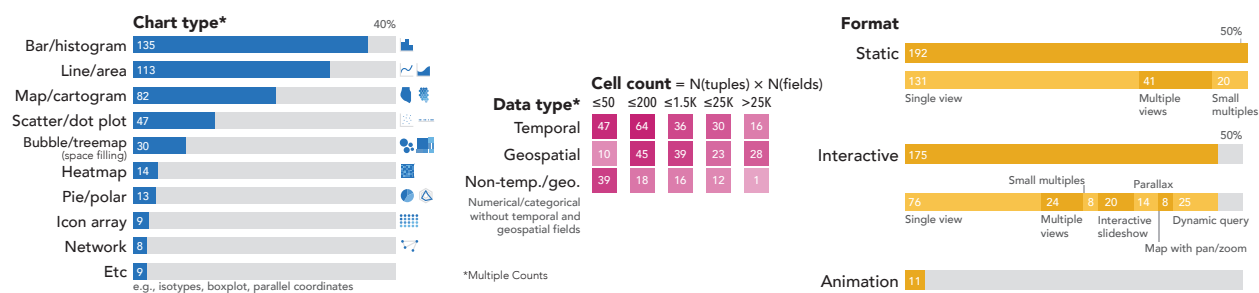 Chart type*
40%
Bar/histogram 135
Line/area 113
Map/cartogram 82
Scatter/dot plot 47
Bubble/treemap 30
(space filling)
Heatmap 14
Pie/polar 13
Icon array 9
Network 8
Etc 9
e.g., isotypes, boxplot, parallel coordinates
Cell count = N(tuples) × N(fields)
Data type* ≤50 ≤200 ≤1.5K ≤25K >25K
Temporal 47 64 36 30 16
Geospatial 10 45 39 23 28
Non-temp./geo. 39 18 16 12 1
Numerical/categorical
without temporal and
geospatial fields
*Multiple Counts
Format
50%
Static 192
131 41 20
Single view Multiple views Small multiples
50%
Interactive 175
Small multiples Parallax
76 24 8 20 14 8 25
Single view Multiple views Interactive slideshow Dynamic query
Map with pan/zoom
Animation 11